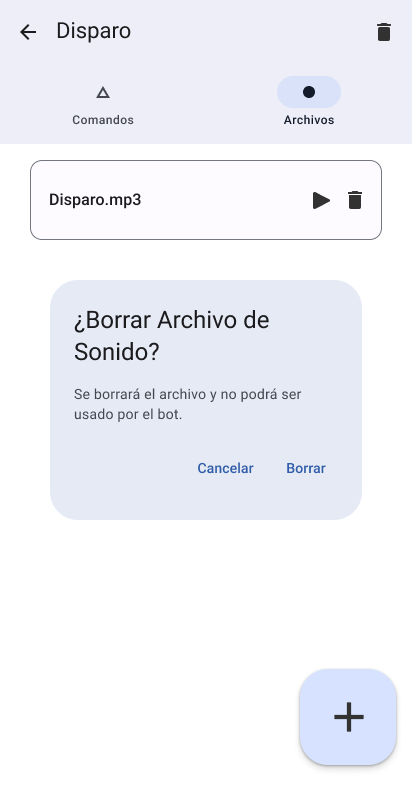 Disparo
Comandos
Archivos
Disparo.mp3
¿Borrar Archivo de
Sonido?
Se borrará el archivo y no podrá ser
usado por el bot.
Cancelar
Borrar